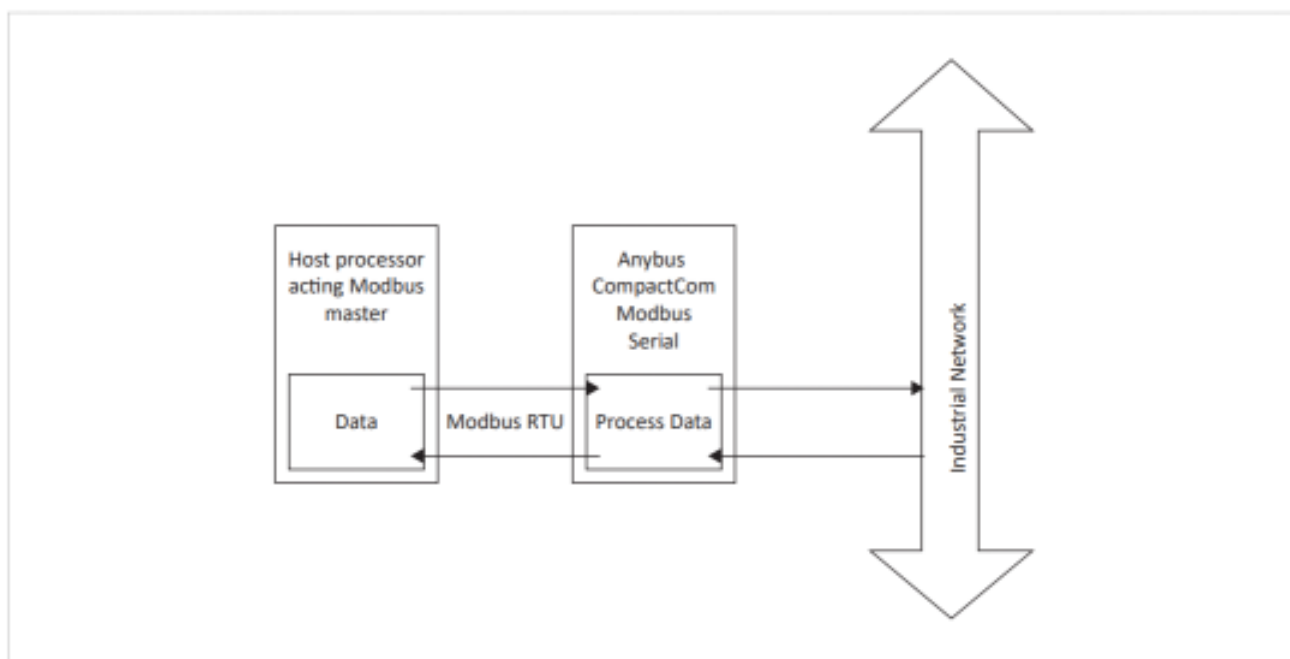 Host processor
acting Modbus
master
Data
Modbus RTU
Anybus
CompactCom
Modbus
Serial
Process Data
Industrial Network